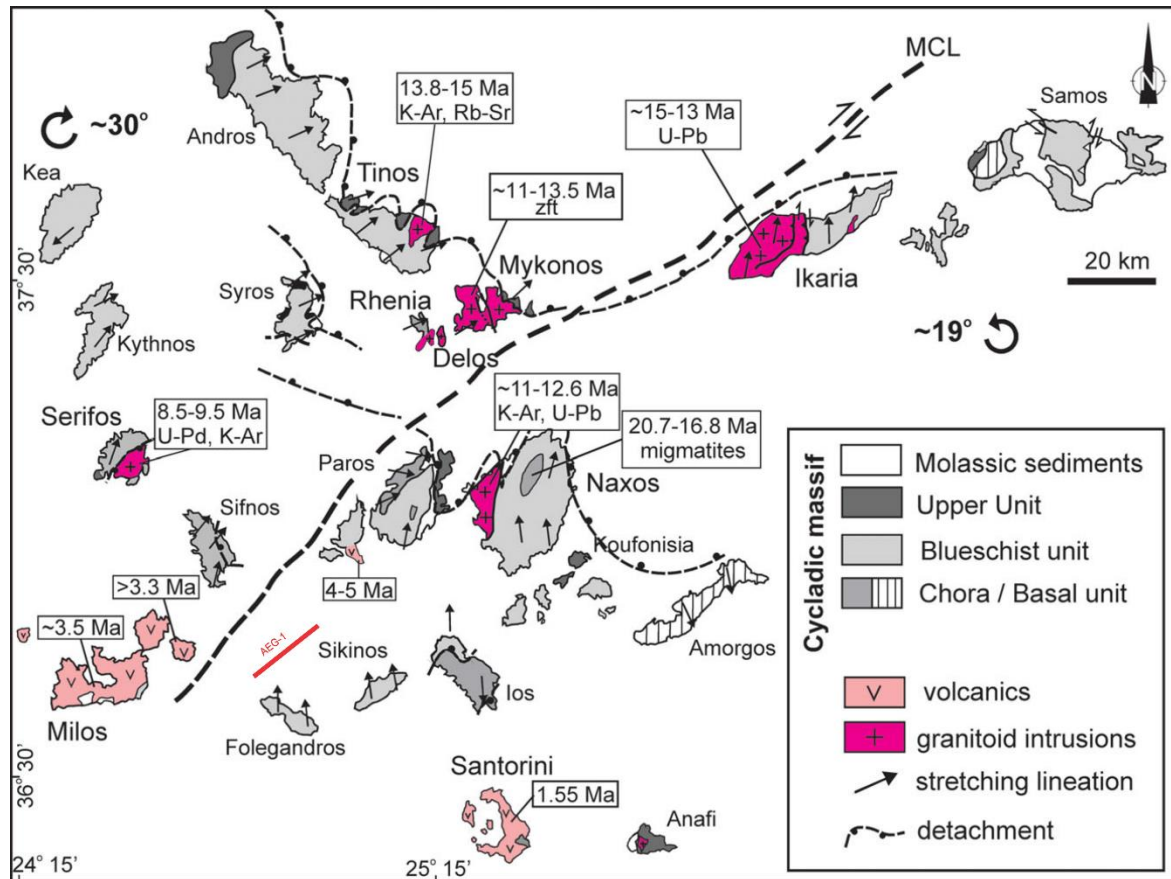 MCL
N
Samos
13.8-15 Ma
K-Ar, Rb-Sr
~15-13 Ma
U-Pb
~30°
Andros
Kea
Tinos
~11-13.5 Ma
zft
Mykonos
Ikaria
20 km
37° 30'
Syros
Rhenia
Kythnos
Delos
~19°
Serifos
8.5-9.5 Ma
U-Pd, K-Ar
~11-12.6 Ma
K-Ar, U-Pb
20.7-16.8 Ma
migmatites
Paros
Naxos
Sifnos
Koufonisia
>3.3 Ma
4-5 Ma
~3.5 Ma
AEG-1
Sikinos
Amorgos
Ios
Milos
Folegandros
36° 30'
Santorini
1.55 Ma
Anafi
24° 15'
25° 15'
Cycladic massif
Molassic sediments
Upper Unit
Blueschist unit
Chora / Basal unit
v volcanics
+ granitoid intrusions
stretching lineation
detachment